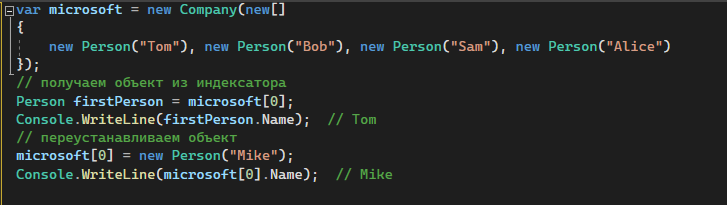 var microsoft = new Company(new[]
{
    new Person("Tom"), new Person("Bob"), new Person("Sam"), new Person("Alice")
});
// получаем объект из индексатора
Person firstPerson = microsoft[0];
Console.WriteLine(firstPerson.Name);  // Tom
// переустанавливаем объект
microsoft[0] = new Person("Mike");
Console.WriteLine(microsoft[0].Name);  // Mike